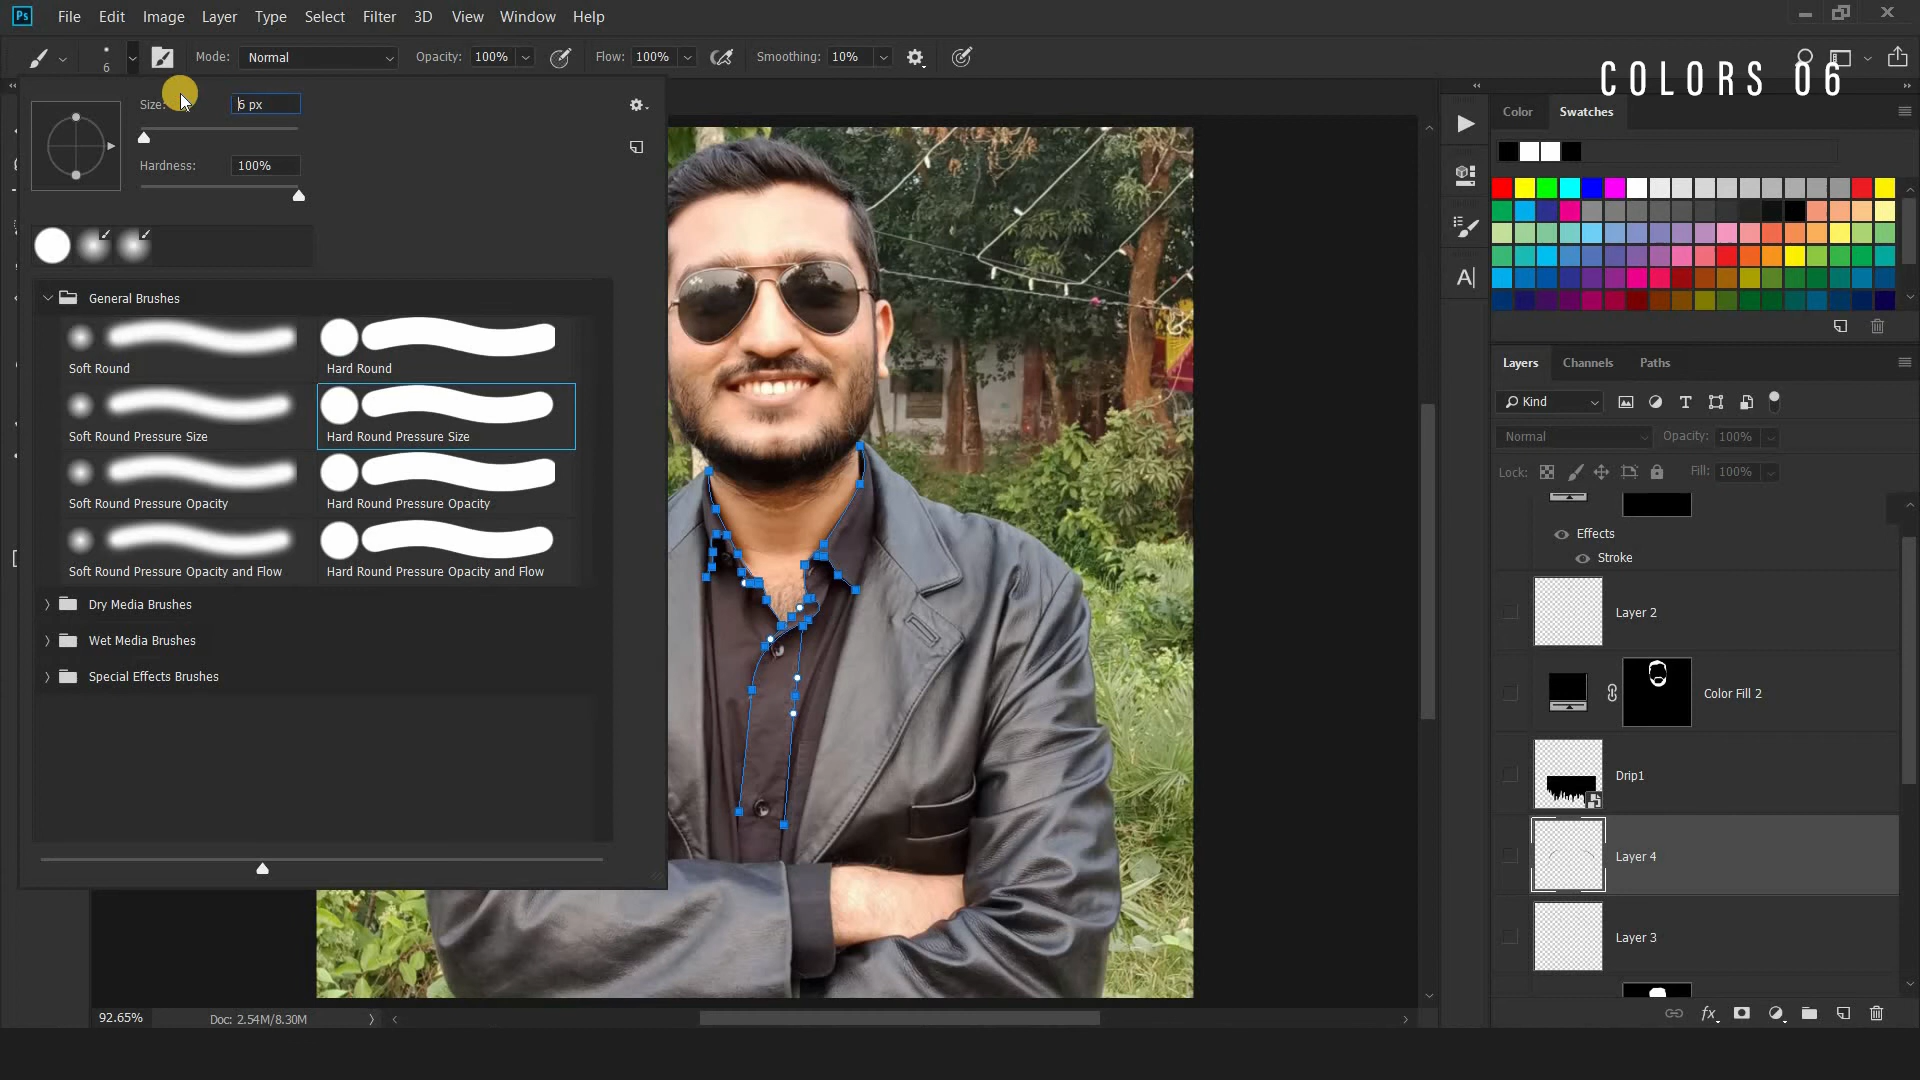 Ps File Edit Image Layer Type Select Filter 3D View Window Help
6 Mode: Normal Opacity: 100% Flow: 100% Smoothing: 10%
COLORS 06
Size: 6 px
Hardness: 100%
General Brushes
Soft Round Hard Round
Soft Round Pressure Size Hard Round Pressure Size
Soft Round Pressure Opacity Hard Round Pressure Opacity
Soft Round Pressure Opacity and Flow Hard Round Pressure Opacity and Flow
Dry Media Brushes
Wet Media Brushes
Special Effects Brushes
92.65% Doc: 2.54M/8.30M
Color Swatches
Layers Channels Paths
Kind
Normal Opacity: 100%
Lock: Fill: 100%
Effects
Stroke
Layer 2
Color Fill 2
Drip1
Layer 4
Layer 3
fx